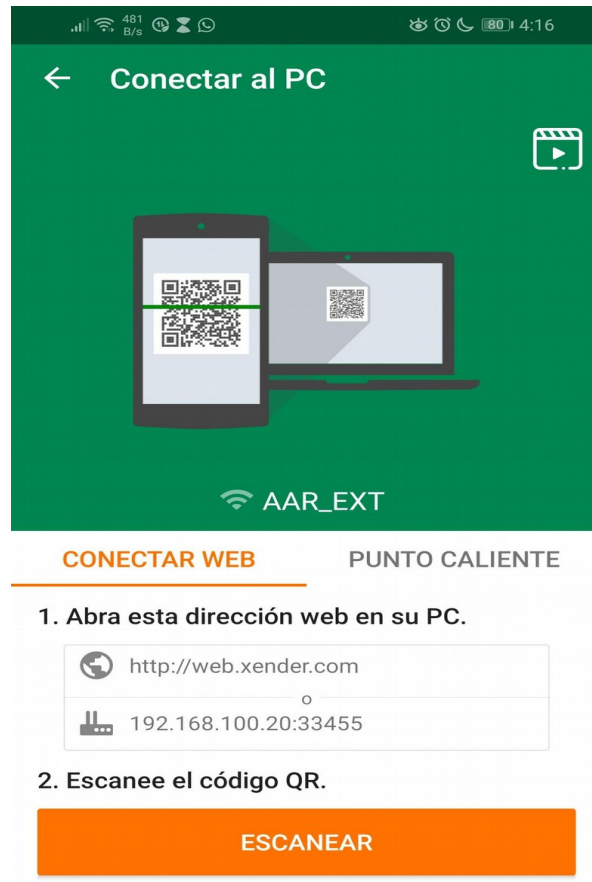 481
B/s
80 4:16
Conectar al PC
AAR_EXT
CONECTAR WEB PUNTO CALIENTE
1. Abra esta dirección web en su PC.
http://web.xender.com
o
192.168.100.20:33455
2. Escanee el código QR.
ESCANEAR